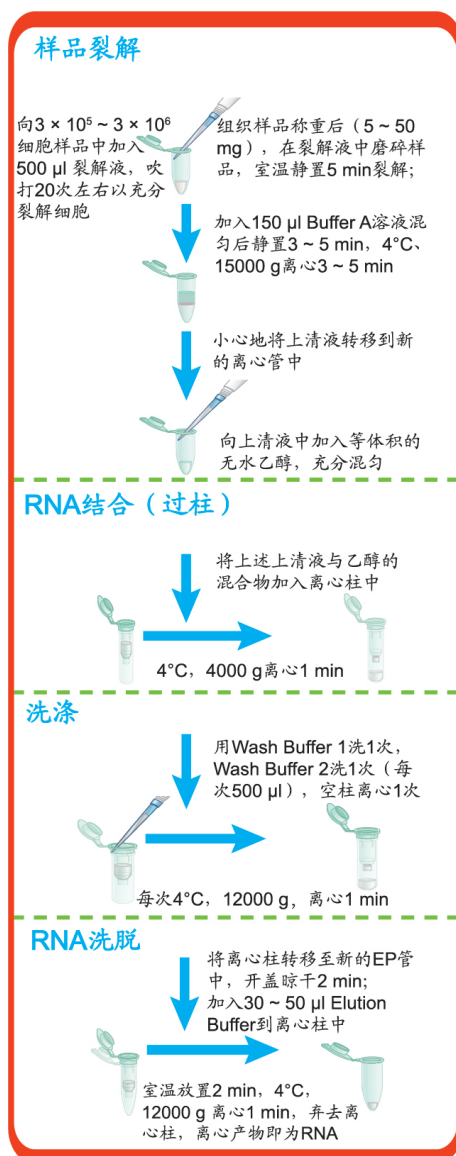 样品裂解
向3 × 10⁵ ~ 3 × 10⁶
细胞样品中加入
500 μl 裂解液，吹
打20次左右以充分
裂解细胞
组织样品称重后（5 ~ 50
mg），在裂解液中磨碎样
品，室温静置5 min裂解；
加入150 μl Buffer A溶液混
匀后静置3 ~ 5 min，4°C、
15000 g离心3 ~ 5 min
小心地将上清液转移到新
的离心管中
向上清液中加入等体积的
无水乙醇，充分混匀
RNA结合（过柱）
将上述上清液与乙醇的
混合物加入离心柱中
4°C，4000 g离心1 min
洗涤
用Wash Buffer 1洗1次，
Wash Buffer 2洗1次（每
次500 μl），空柱离心1次
每次4°C，12000 g，离心1 min
RNA洗脱
将离心柱转移至新的EP管
中，开盖晾干2 min；
加入30 ~ 50 μl Elution
Buffer到离心柱中
室温放置2 min，4°C，
12000 g 离心1 min，弃去离
心柱，离心产物即为RNA